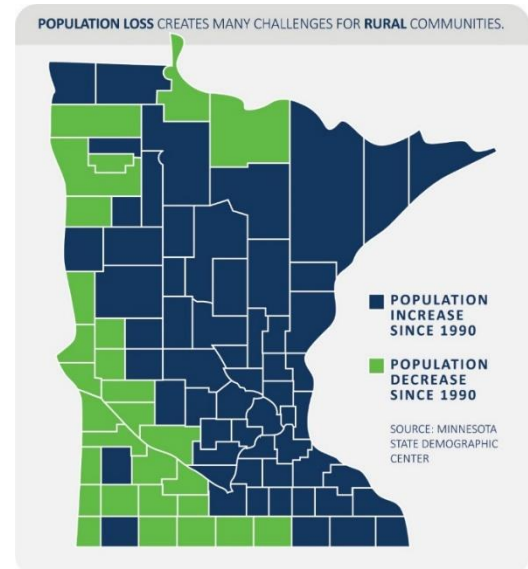 POPULATION LOSS CREATES MANY CHALLENGES FOR RURAL COMMUNITIES.
POPULATION
INCREASE
SINCE 1990
POPULATION
DECREASE
SINCE 1990
SOURCE: MINNESOTA
STATE DEMOGRAPHIC
CENTER